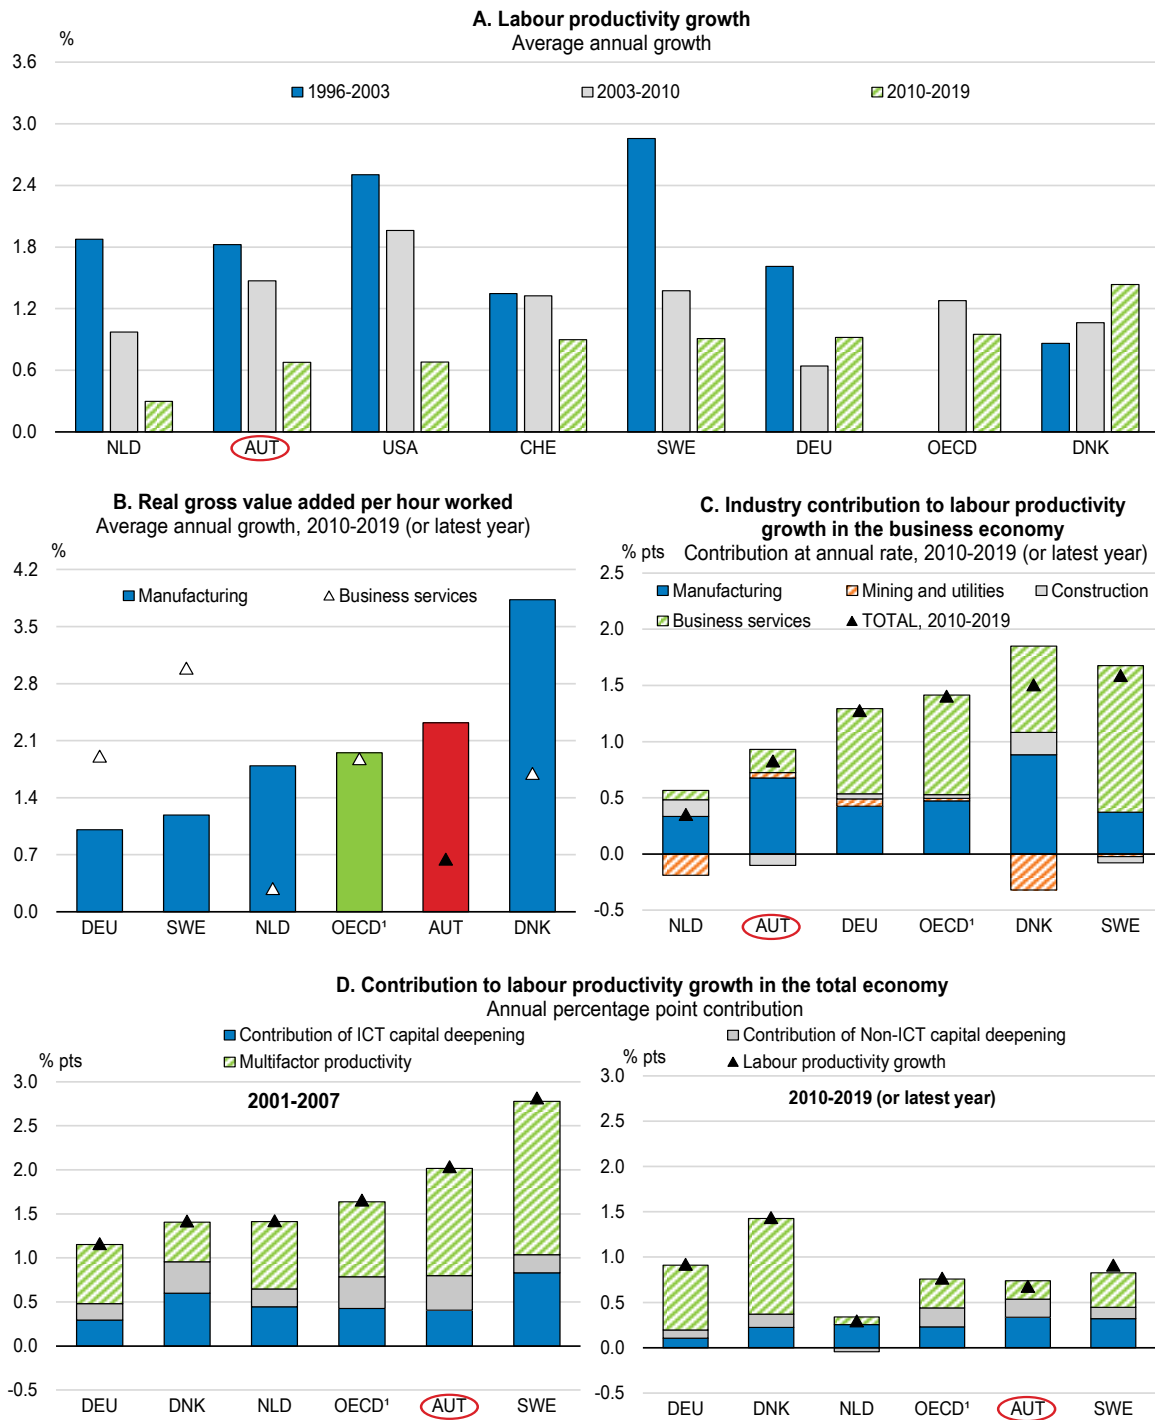 A. Labour productivity growth
Average annual growth
%
3.6
1996-2003 2003-2010 2010-2019
3.0
2.4
1.8
1.2
0.6
0.0
NLD AUT USA CHE SWE DEU OECD DNK
B. Real gross value added per hour worked
Average annual growth, 2010-2019 (or latest year)
%
4.2
Manufacturing Business services
3.5
2.8
2.1
1.4
0.7
0.0
DEU SWE NLD OECD¹ AUT DNK
C. Industry contribution to labour productivity
growth in the business economy
% pts Contribution at annual rate, 2010-2019 (or latest year)
2.5
Manufacturing Mining and utilities Construction
Business services TOTAL, 2010-2019
2.0
1.5
1.0
0.5
0.0
-0.5
NLD AUT DEU OECD¹ DNK SWE
D. Contribution to labour productivity growth in the total economy
Annual percentage point contribution
Contribution of ICT capital deepening Contribution of Non-ICT capital deepening
Multifactor productivity Labour productivity growth
% pts
3.0
2001-2007
2.5
2.0
1.5
1.0
0.5
0.0
-0.5
DEU DNK NLD OECD¹ AUT SWE
% pts
3.0
2010-2019 (or latest year)
2.5
2.0
1.5
1.0
0.5
0.0
-0.5
DEU DNK NLD OECD¹ AUT SWE